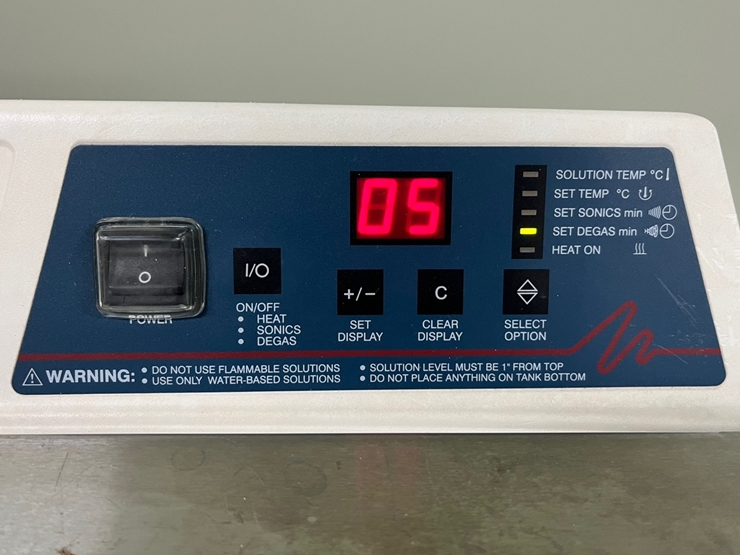 05
SOLUTION TEMP °C
SET TEMP °C
SET SONICS min
SET DEGAS min
HEAT ON
I
O
POWER
I/O
ON/OFF
• HEAT
• SONICS
• DEGAS
+/−
SET
DISPLAY
C
CLEAR
DISPLAY
SELECT
OPTION
WARNING:
• DO NOT USE FLAMMABLE SOLUTIONS
• USE ONLY WATER-BASED SOLUTIONS
• SOLUTION LEVEL MUST BE 1" FROM TOP
• DO NOT PLACE ANYTHING ON TANK BOTTOM